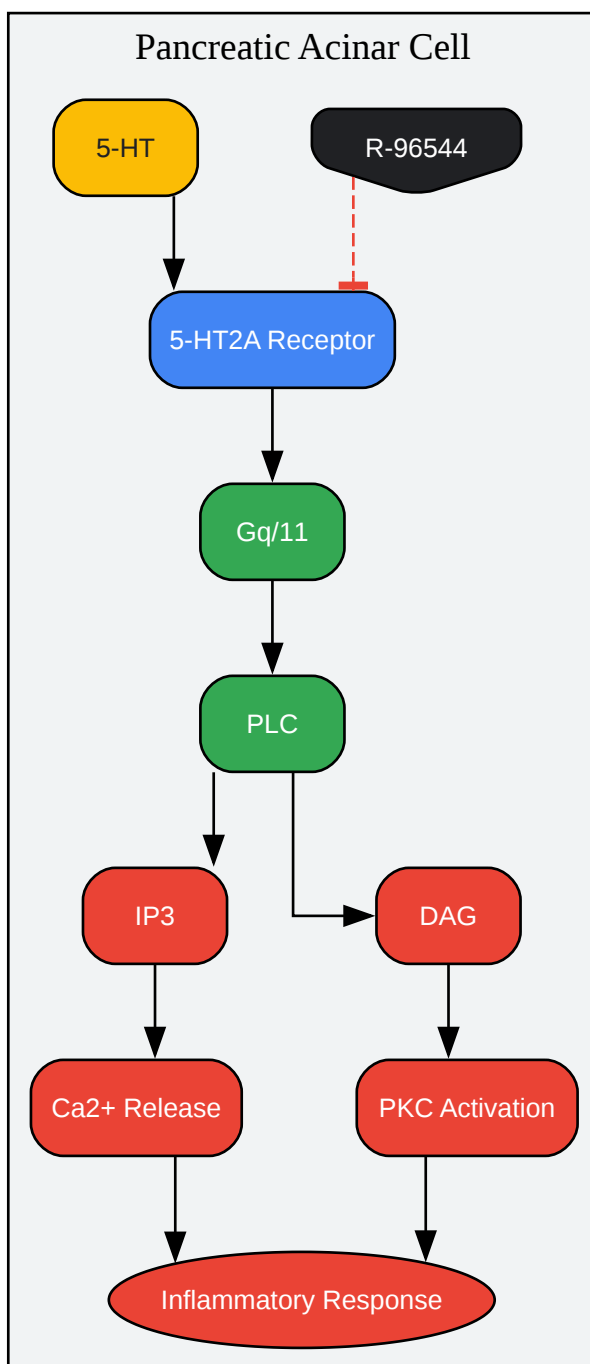 Pancreatic Acinar Cell
5-HT
R-96544
5-HT2A Receptor
Gq/11
PLC
IP3
DAG
Ca2+ Release
PKC Activation
Inflammatory Response